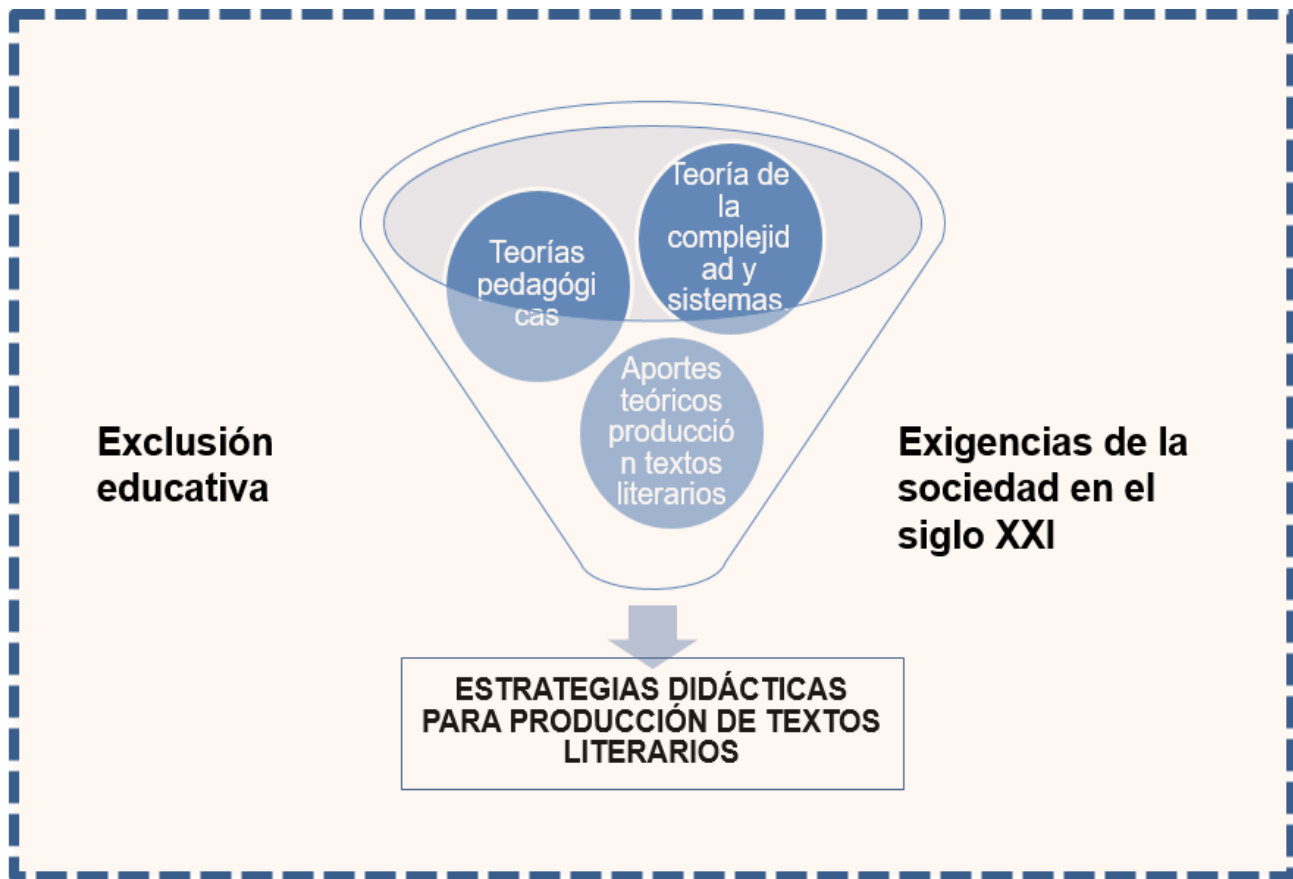 Teoría de
la
complejid
ad y
sistemas.
Teorías
pedagógi
cas
Aportes
teóricos
producció
n textos
literarios
Exclusión
educativa
Exigencias de la
sociedad en el
siglo XXI
ESTRATEGIAS DIDÁCTICAS
PARA PRODUCCIÓN DE TEXTOS
LITERARIOS